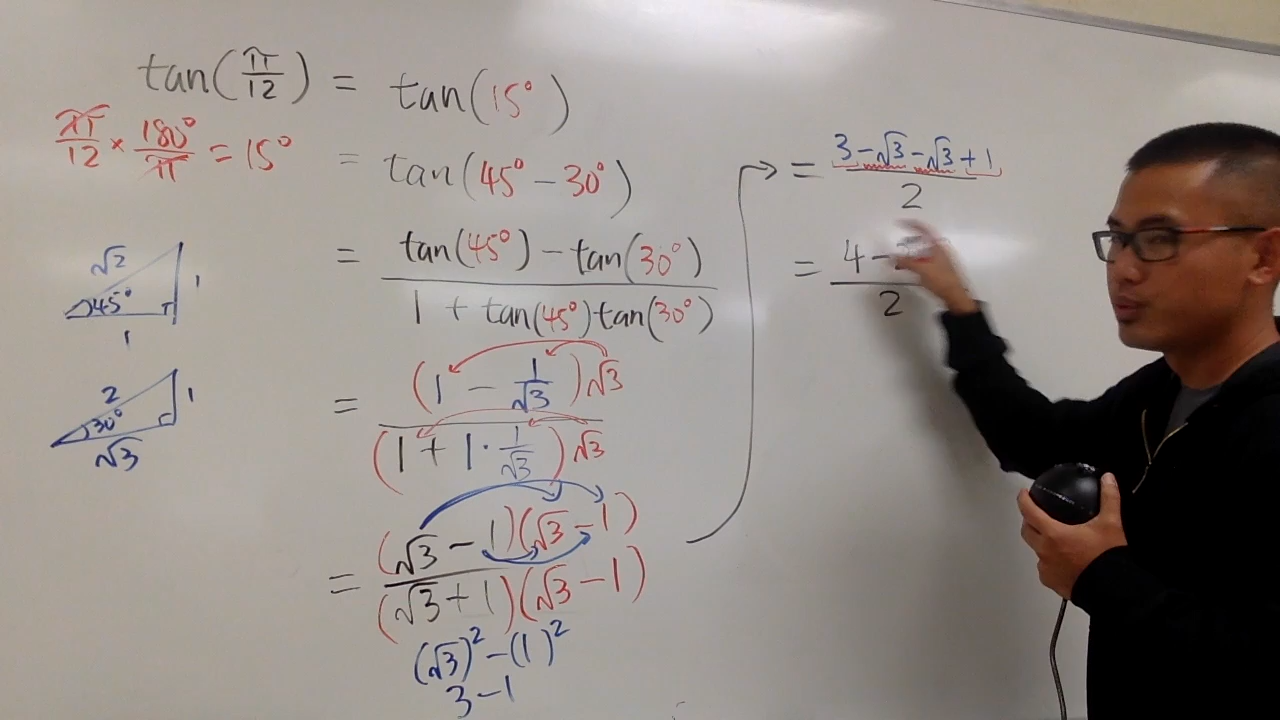 tan(π/12) = tan(15°)
π/12 × 180°/π = 15°
= tan(45° − 30°)
= (tan(45°) − tan(30°)) / (1 + tan(45°)tan(30°))
√2
45°
1
1
2
30°
1
√3
= (1 − 1/√3)√3 / (1 + 1·1/√3)√3
= (√3 − 1)(√3 − 1) / (√3 + 1)(√3 − 1)
(√3)² − (1)²
3 − 1
= (3 − √3 − √3 + 1) / 2
= 4 − / 2